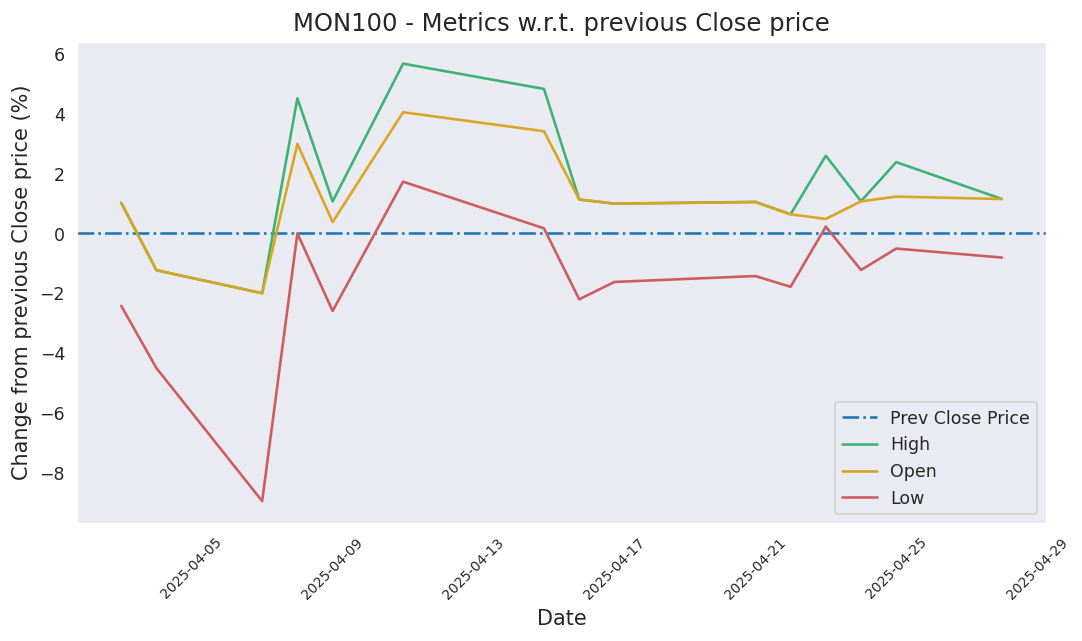 MON100 - Metrics w.r.t. previous Close price
Change from previous Close price (%)
6
4
2
0
−2
−4
−6
−8
Prev Close Price
High
Open
Low
2025-04-05
2025-04-09
2025-04-13
2025-04-17
2025-04-21
2025-04-25
2025-04-29
Date